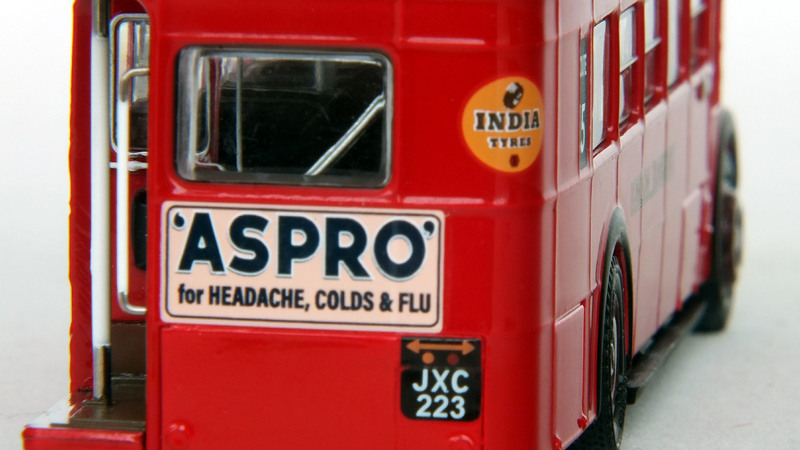 INDIA
TYRES
'ASPRO'
for HEADACHE, COLDS & FLU
JXC
223